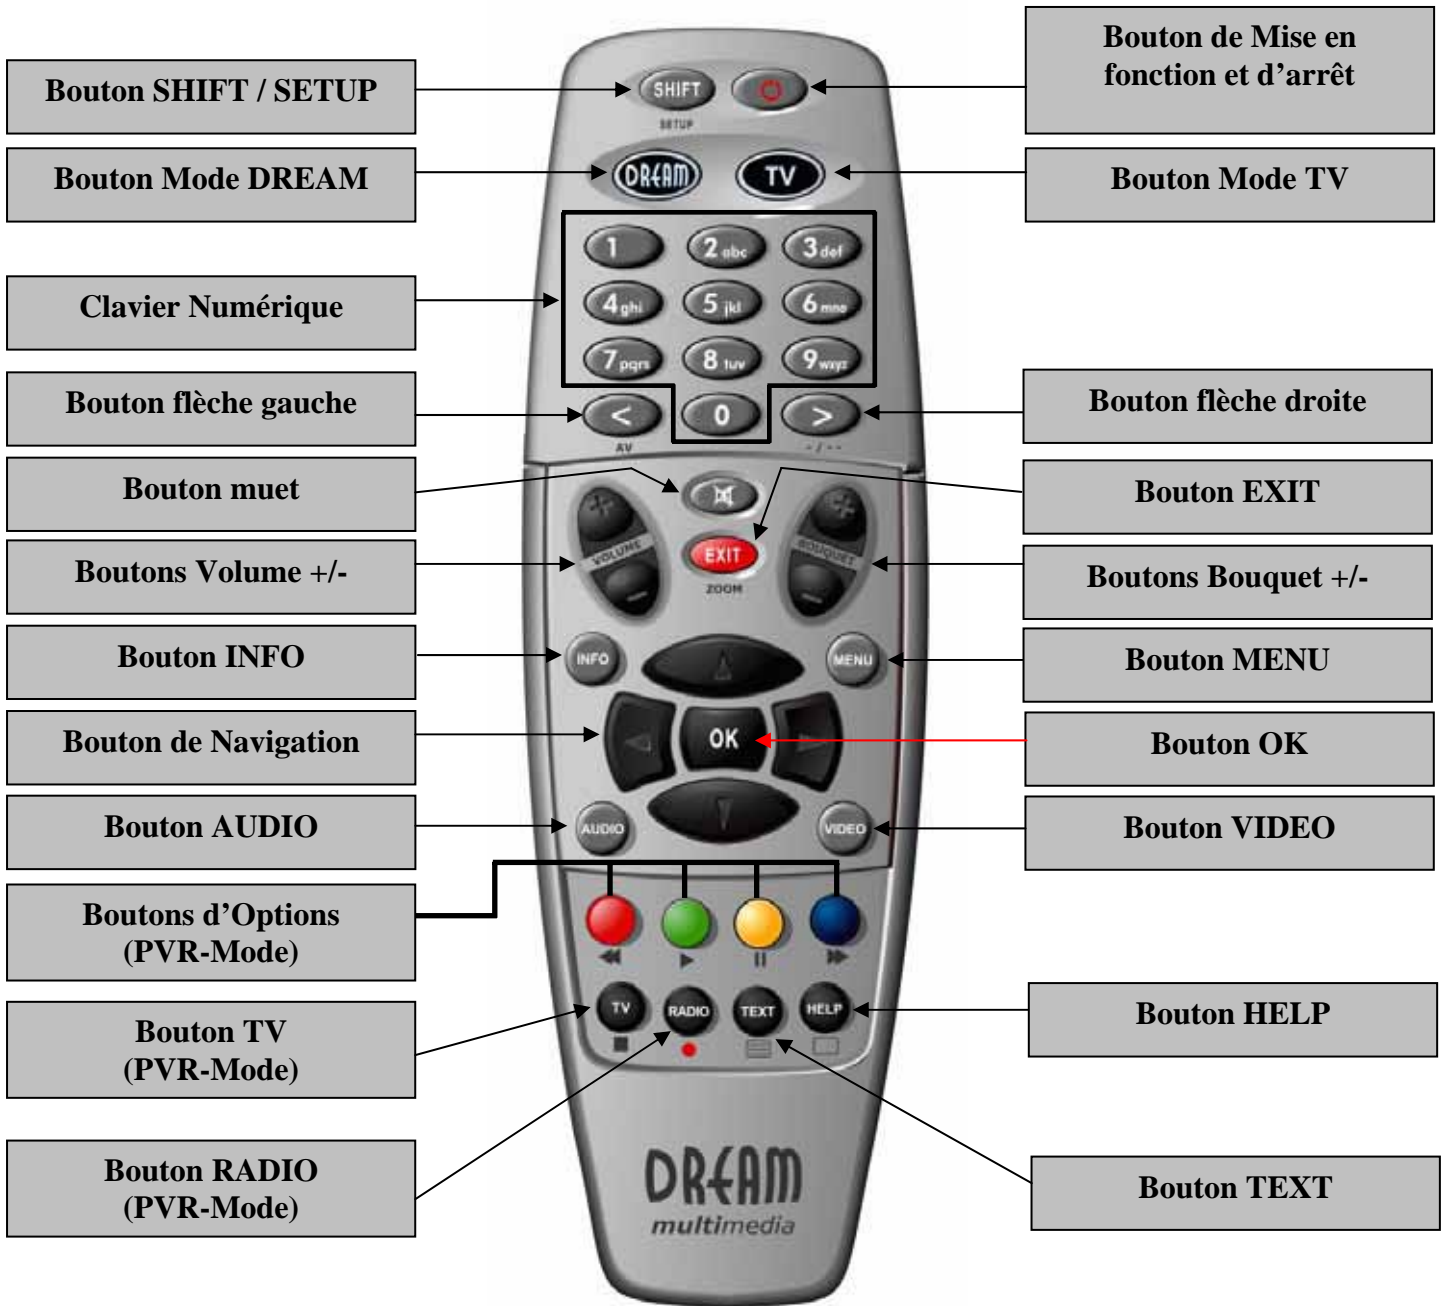 Bouton de Mise en
fonction et d’arrêt
Bouton SHIFT / SETUP
SHIFT
SETUP
Bouton Mode DREAM
DREAM
TV
Bouton Mode TV
1
2 abc
3 def
Clavier Numérique
4 ghi
5 jkl
6 mno
7 pqrs
8 tuv
9 wxyz
Bouton flèche gauche
<
0
>
Bouton flèche droite
AV
- / - -
Bouton muet
Bouton EXIT
+
+
VOLUME
EXIT
BOUQUET
Boutons Volume +/-
Boutons Bouquet +/-
-
-
ZOOM
Bouton INFO
INFO
MENU
Bouton MENU
Bouton de Navigation
OK
Bouton OK
Bouton AUDIO
AUDIO
VIDEO
Bouton VIDEO
Boutons d’Options
(PVR-Mode)
TV
RADIO
TEXT
HELP
Bouton HELP
Bouton TV
(PVR-Mode)
Bouton RADIO
(PVR-Mode)
DREAM
multimedia
Bouton TEXT